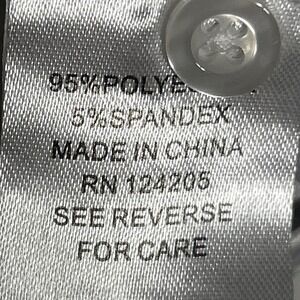 95%POLYES
5%SPANDEX
MADE IN CHINA
RN 124205
SEE REVERSE
FOR CARE